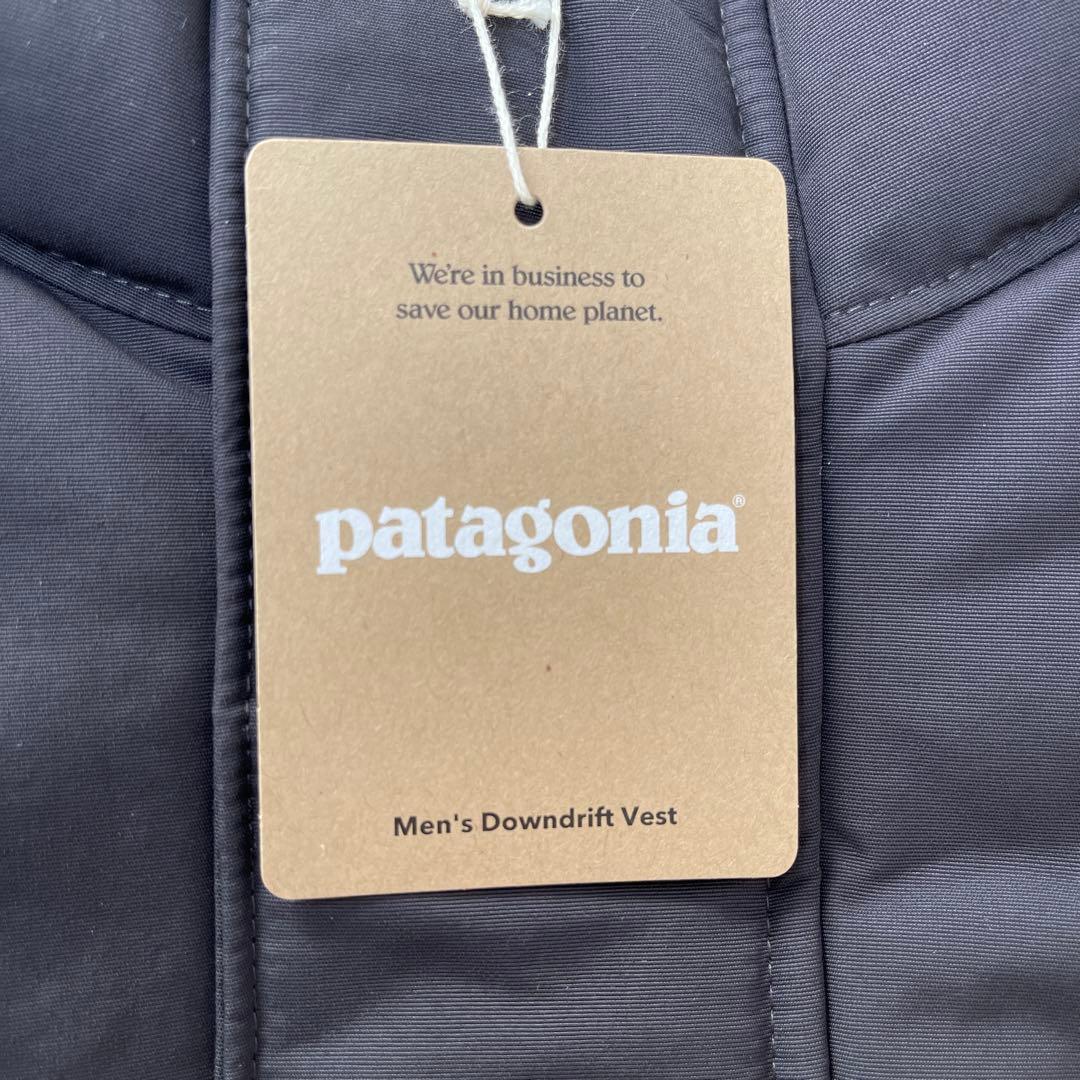 We're in business to
save our home planet.
patagonia®
Men's Downdrift Vest